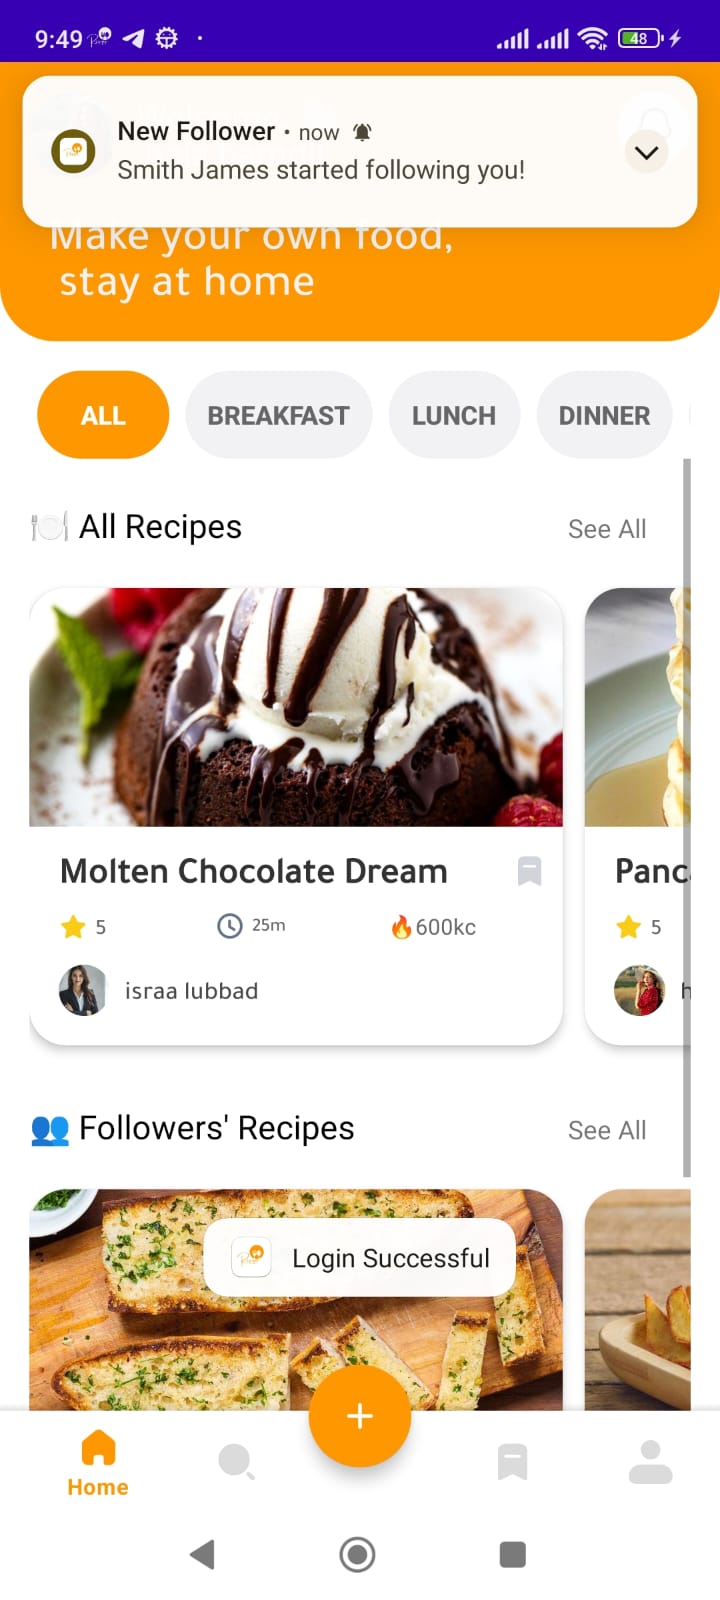 9:49
48
New Follower • now
Smith James started following you!
Make your own food,
stay at home
ALL
BREAKFAST
LUNCH
DINNER
All Recipes
See All
Molten Chocolate Dream
5
25m
600kc
israa lubbad
Panc
5
h
Followers' Recipes
See All
Login Successful
Home